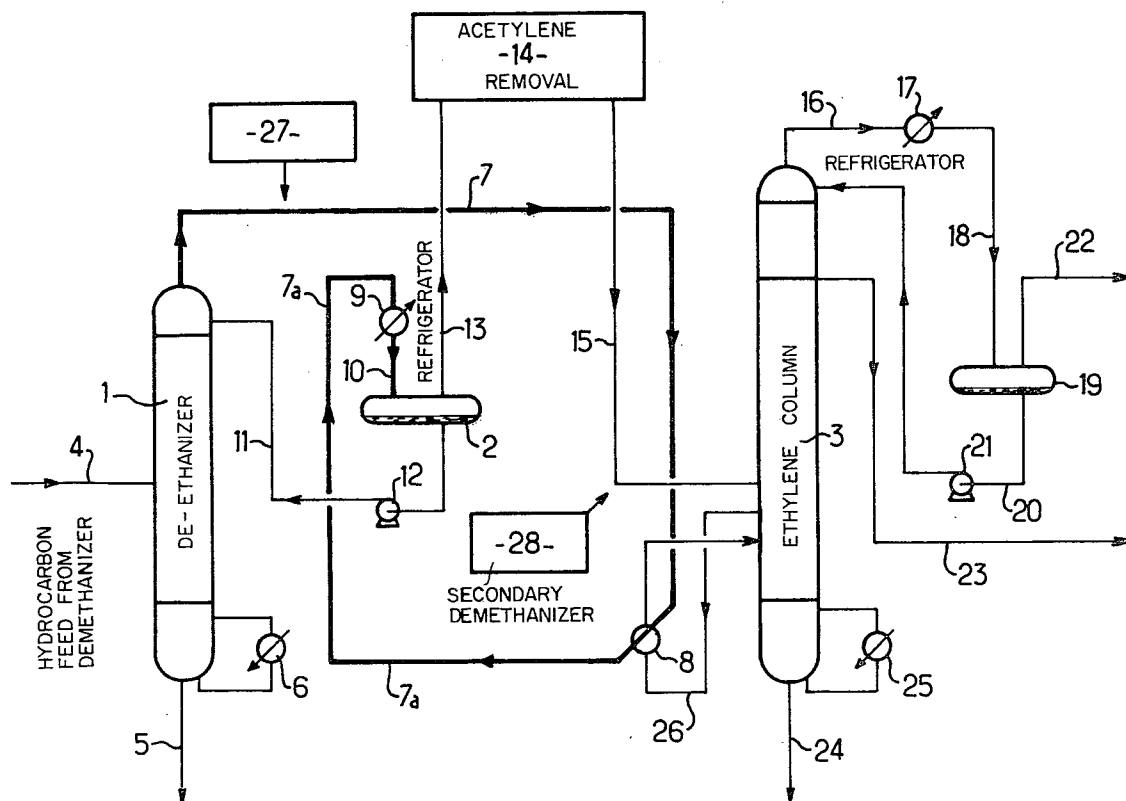 ACETYLENE
-14-
REMOVAL
-27-
7
16
17
REFRIGERATOR
18
22
7a
9
REFRIGERATOR
13
10
15
1
DE-ETHANIZER
11
2
ETHYLENE COLUMN
3
19
4
12
21
20
-28-
23
HYDROCARBON
FEED FROM
DEMETHANIZER
SECONDARY
DEMETHANIZER
6
7a
8
25
26
5
24